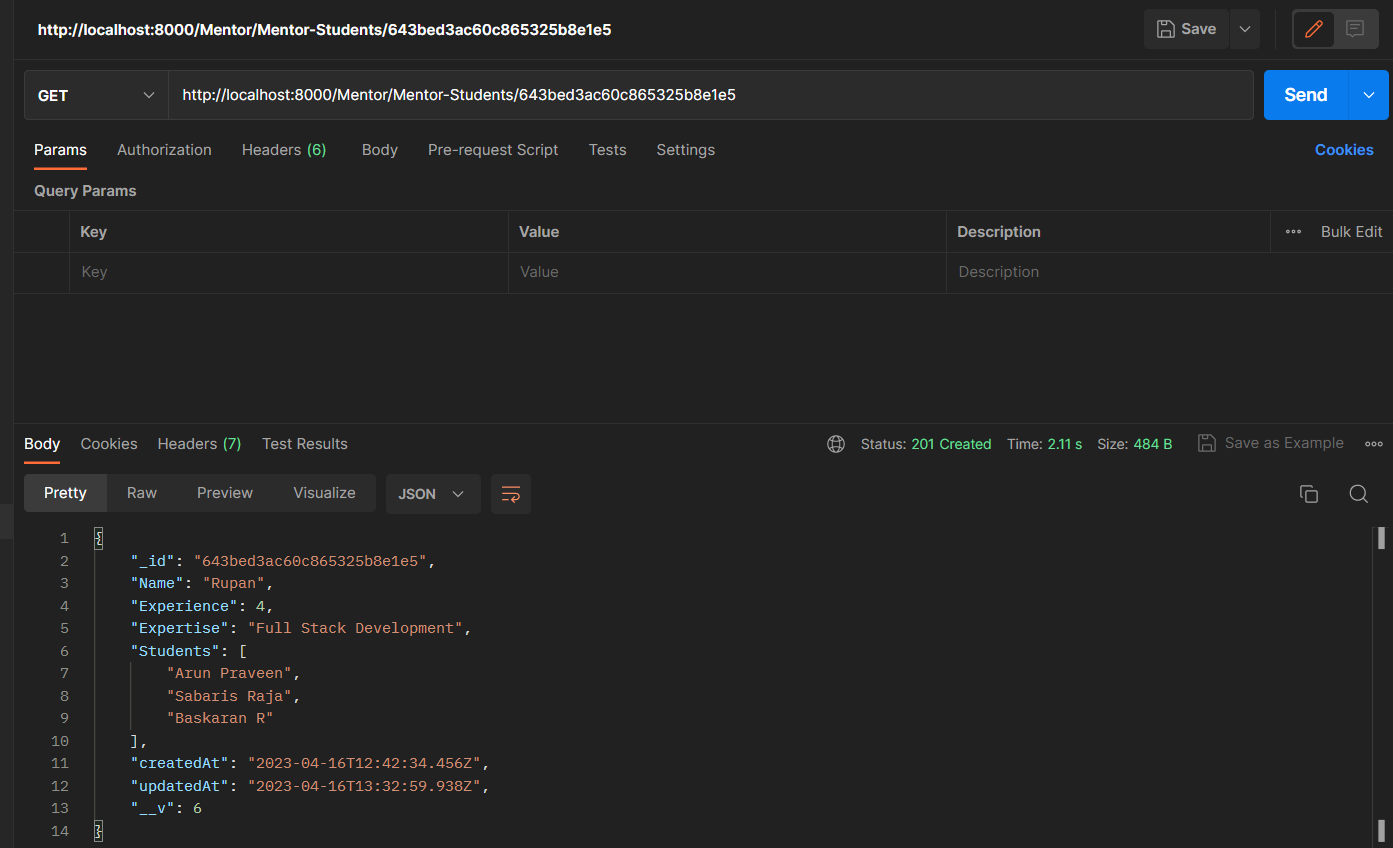 http://localhost:8000/Mentor/Mentor-Students/643bed3ac60c865325b8e1e5 Save
GET http://localhost:8000/Mentor/Mentor-Students/643bed3ac60c865325b8e1e5 Send
Params Authorization Headers (6) Body Pre-request Script Tests Settings Cookies
Query Params
Key Value Description Bulk Edit
Key Value Description
Body Cookies Headers (7) Test Results Status: 201 Created Time: 2.11 s Size: 484 B Save as Example
Pretty Raw Preview Visualize JSON
1 {
2 "_id": "643bed3ac60c865325b8e1e5",
3 "Name": "Rupan",
4 "Experience": 4,
5 "Expertise": "Full Stack Development",
6 "Students": [
7 "Arun Praveen",
8 "Sabaris Raja",
9 "Baskaran R"
10 ],
11 "createdAt": "2023-04-16T12:42:34.456Z",
12 "updatedAt": "2023-04-16T13:32:59.938Z",
13 "__v": 6
14 }